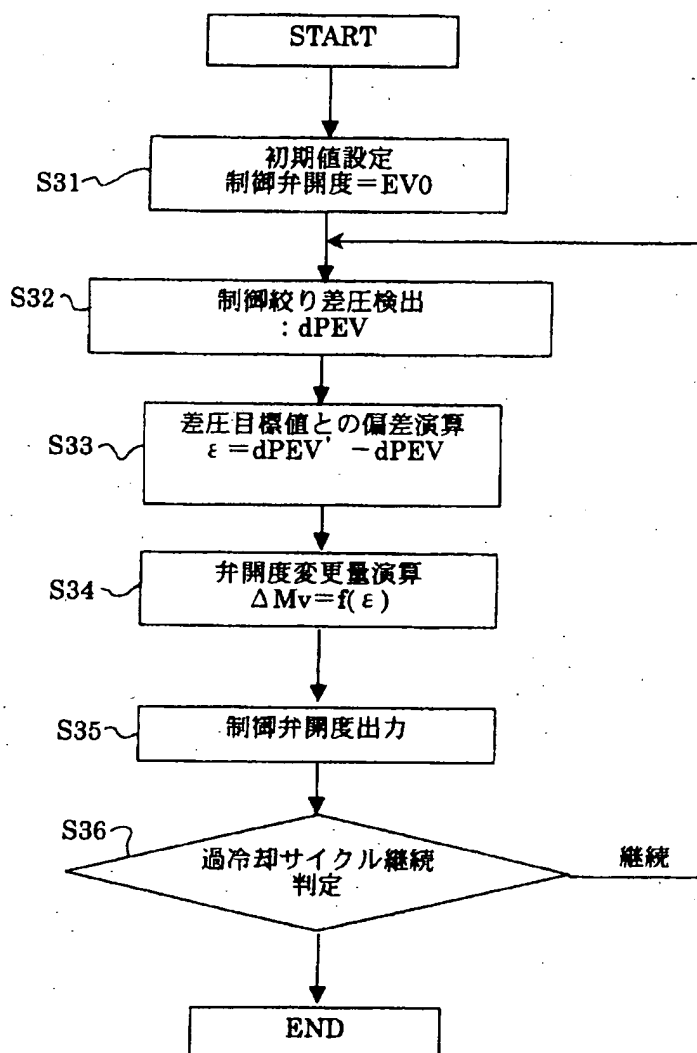 START
S31
初期値設定
制御弁開度＝EV0
S32
制御絞り差圧検出
：dPEV
S33
差圧目標値との偏差演算
ε＝dPEV' －dPEV
S34
弁開度変更量演算
ΔMv＝f(ε)
S35
制御弁開度出力
S36
過冷却サイクル継続
判定
継続
END